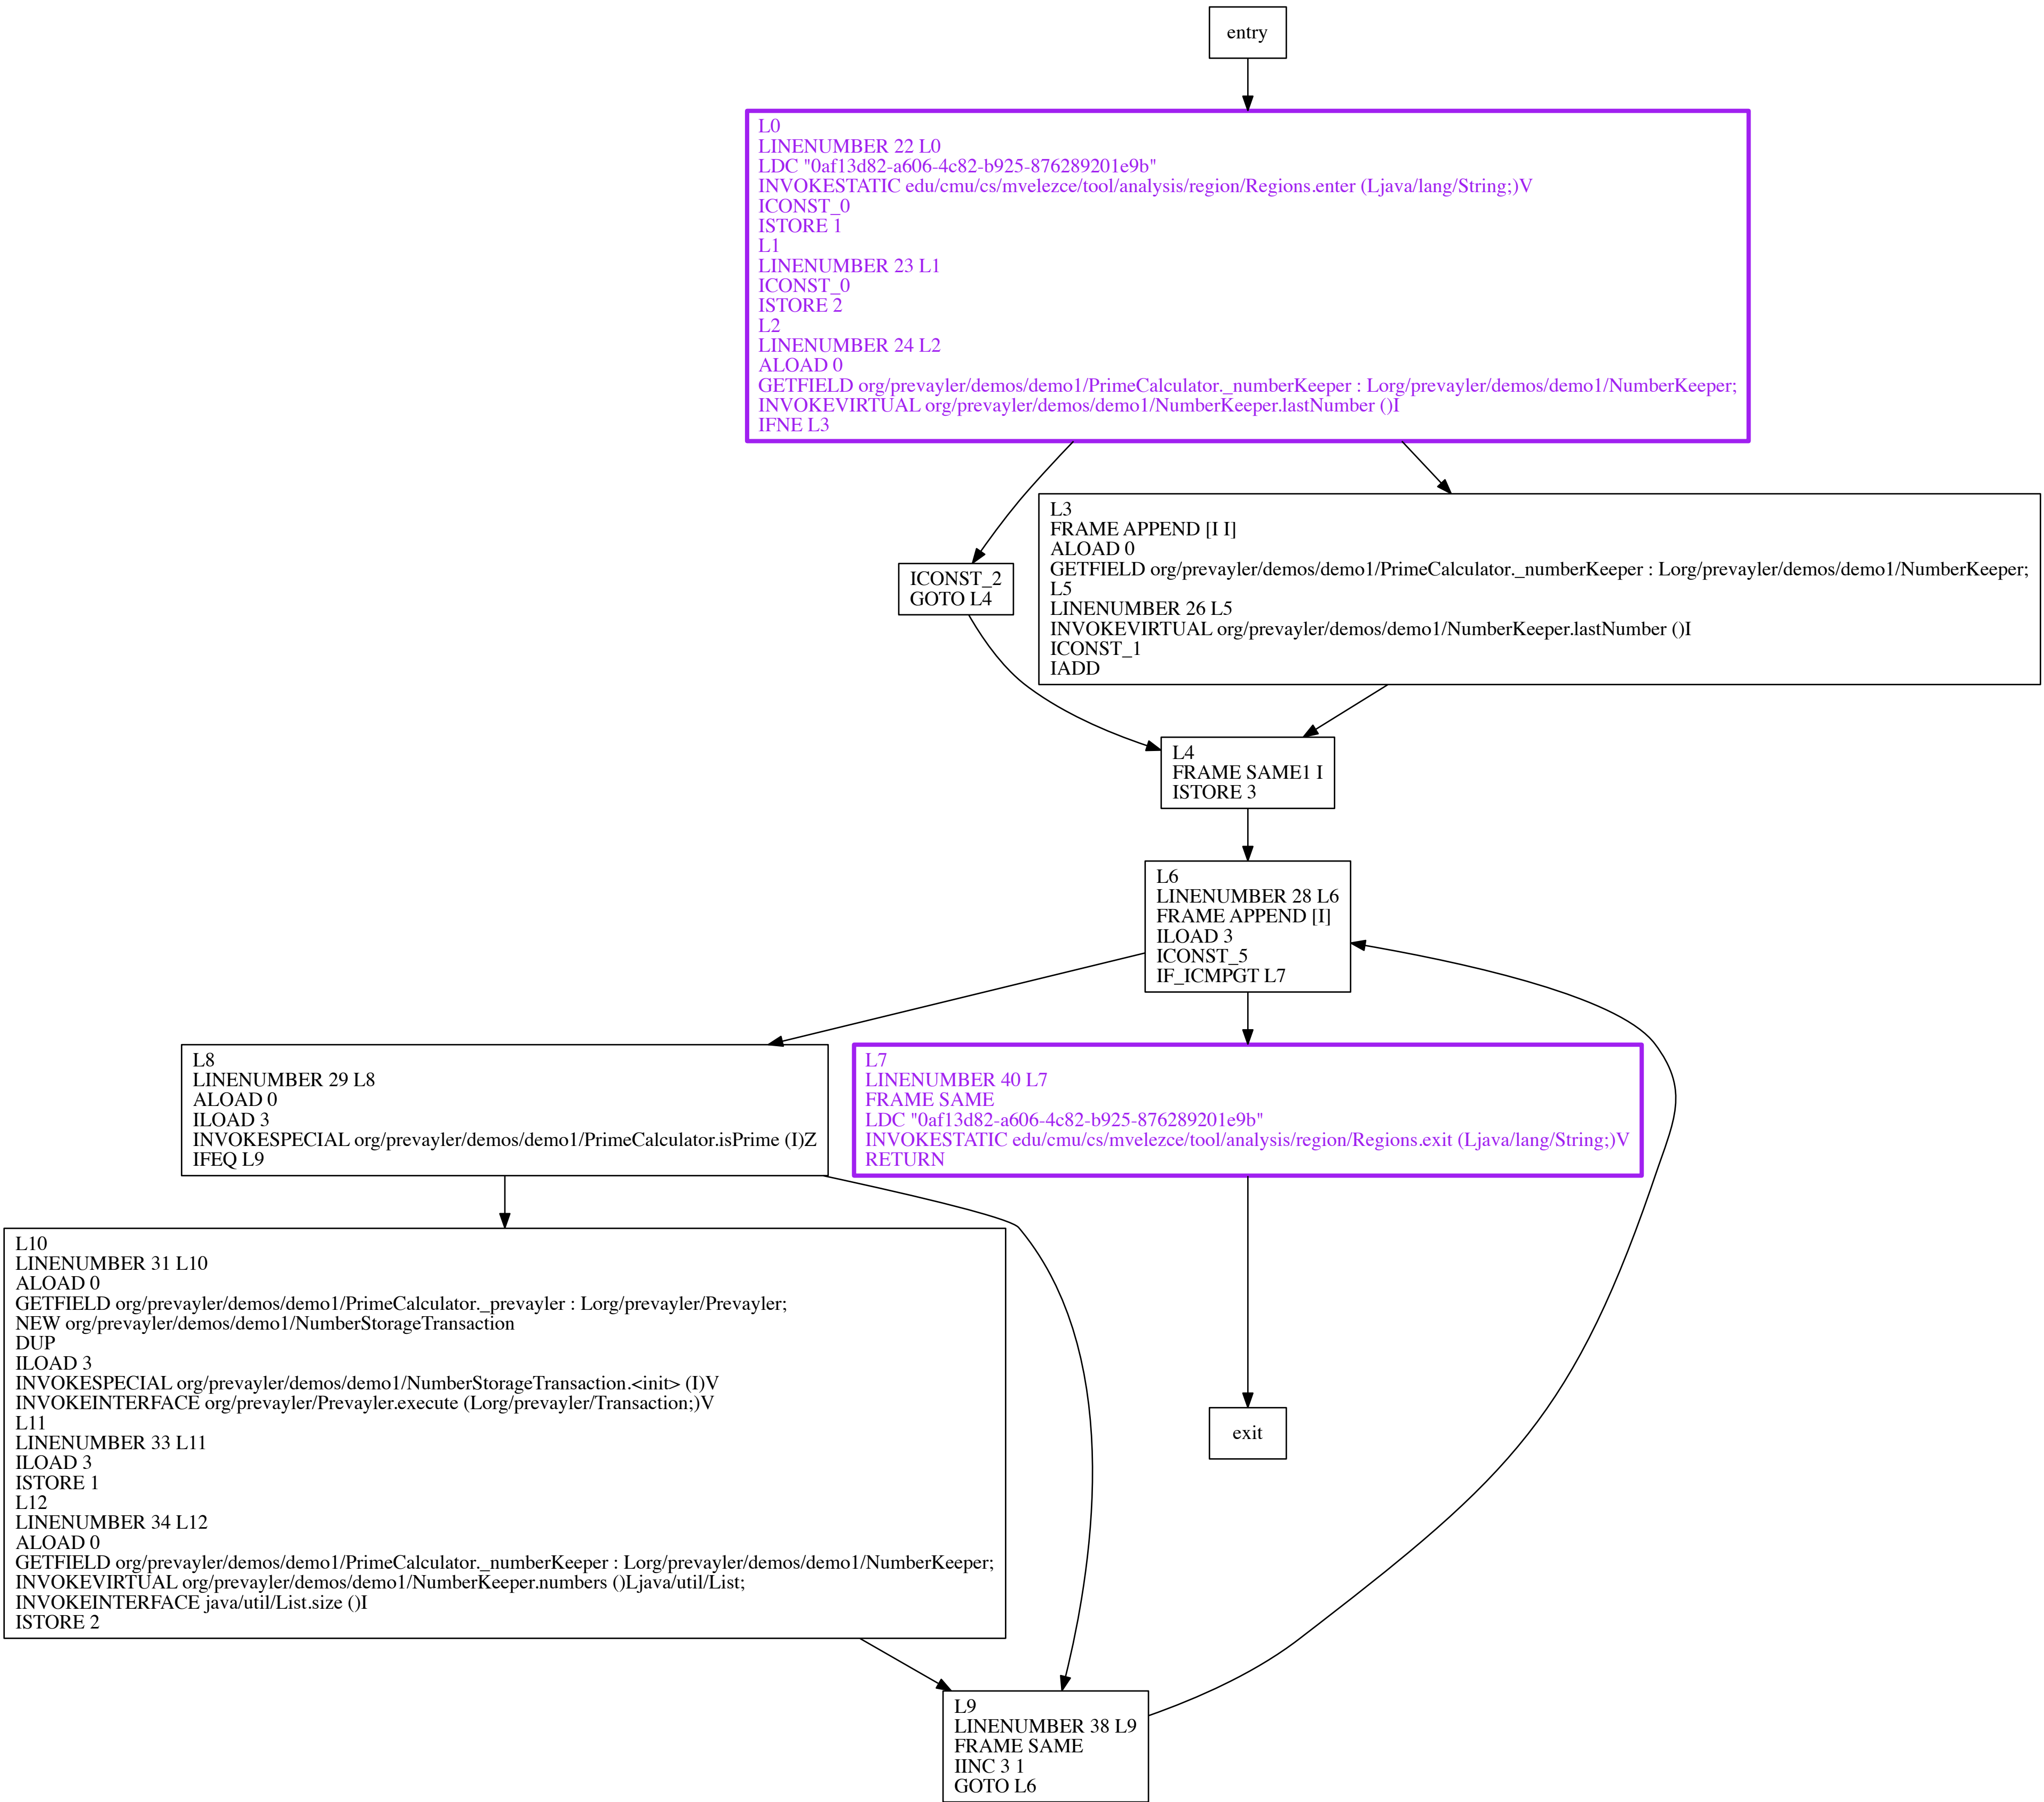 entry
L0
LINENUMBER 22 L0
LDC "0af13d82-a606-4c82-b925-876289201e9b"
INVOKESTATIC edu/cmu/cs/mvelezce/tool/analysis/region/Regions.enter (Ljava/lang/String;)V
ICONST_0
ISTORE 1
L1
LINENUMBER 23 L1
ICONST_0
ISTORE 2
L2
LINENUMBER 24 L2
ALOAD 0
GETFIELD org/prevayler/demos/demo1/PrimeCalculator._numberKeeper : Lorg/prevayler/demos/demo1/NumberKeeper;
INVOKEVIRTUAL org/prevayler/demos/demo1/NumberKeeper.lastNumber ()I
IFNE L3
ICONST_2
GOTO L4
L3
FRAME APPEND [I I]
ALOAD 0
GETFIELD org/prevayler/demos/demo1/PrimeCalculator._numberKeeper : Lorg/prevayler/demos/demo1/NumberKeeper;
L5
LINENUMBER 26 L5
INVOKEVIRTUAL org/prevayler/demos/demo1/NumberKeeper.lastNumber ()I
ICONST_1
IADD
L4
FRAME SAME1 I
ISTORE 3
L6
LINENUMBER 28 L6
FRAME APPEND [I]
ILOAD 3
ICONST_5
IF_ICMPGT L7
L8
LINENUMBER 29 L8
ALOAD 0
ILOAD 3
INVOKESPECIAL org/prevayler/demos/demo1/PrimeCalculator.isPrime (I)Z
IFEQ L9
L7
LINENUMBER 40 L7
FRAME SAME
LDC "0af13d82-a606-4c82-b925-876289201e9b"
INVOKESTATIC edu/cmu/cs/mvelezce/tool/analysis/region/Regions.exit (Ljava/lang/String;)V
RETURN
L10
LINENUMBER 31 L10
ALOAD 0
GETFIELD org/prevayler/demos/demo1/PrimeCalculator._prevayler : Lorg/prevayler/Prevayler;
NEW org/prevayler/demos/demo1/NumberStorageTransaction
DUP
ILOAD 3
INVOKESPECIAL org/prevayler/demos/demo1/NumberStorageTransaction.<init> (I)V
INVOKEINTERFACE org/prevayler/Prevayler.execute (Lorg/prevayler/Transaction;)V
L11
LINENUMBER 33 L11
ILOAD 3
ISTORE 1
L12
LINENUMBER 34 L12
ALOAD 0
GETFIELD org/prevayler/demos/demo1/PrimeCalculator._numberKeeper : Lorg/prevayler/demos/demo1/NumberKeeper;
INVOKEVIRTUAL org/prevayler/demos/demo1/NumberKeeper.numbers ()Ljava/util/List;
INVOKEINTERFACE java/util/List.size ()I
ISTORE 2
exit
L9
LINENUMBER 38 L9
FRAME SAME
IINC 3 1
GOTO L6